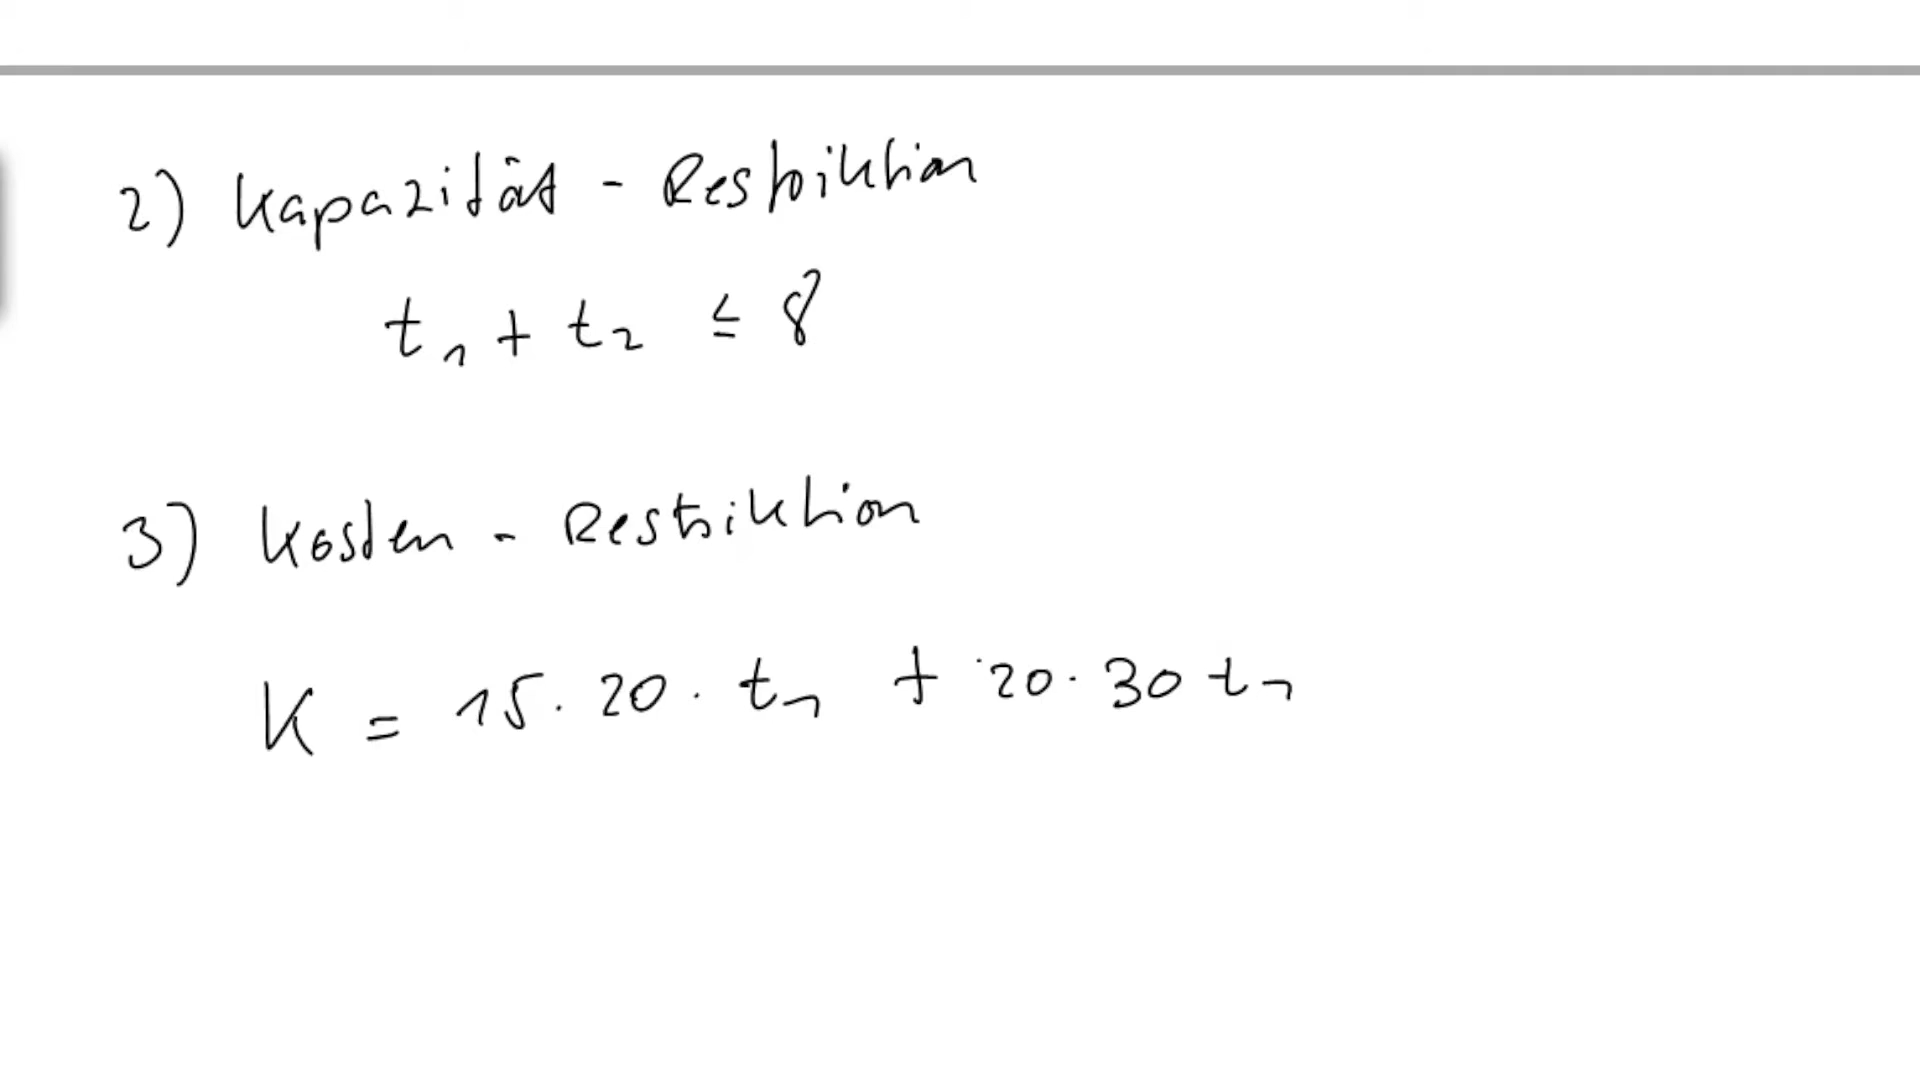 2) Kapazität - Restriktion
t₁ + t₂ ≤ 8
3) Kosten - Restriktion
K = 15 · 20 · t₁ + 20 · 30 t₁